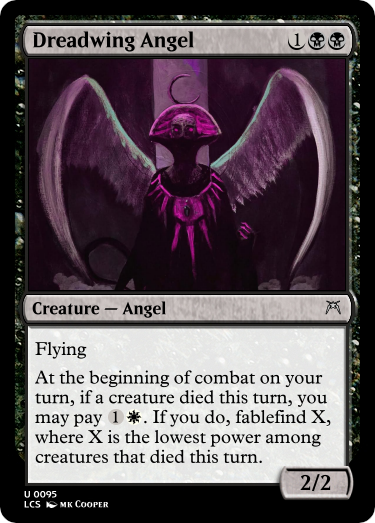 Dreadwing Angel 1
Creature — Angel
Flying
At the beginning of combat on your
turn, if a creature died this turn, you
may pay 1 . If you do, fablefind X,
where X is the lowest power among
creatures that died this turn.
2/2
U 0095
LCS MK COOPER